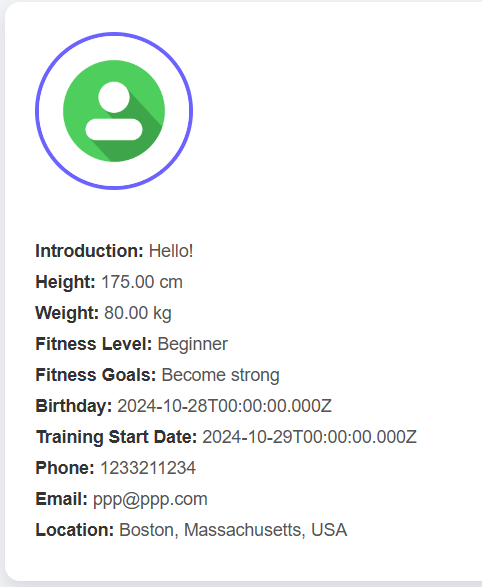 Introduction: Hello!
Height: 175.00 cm
Weight: 80.00 kg
Fitness Level: Beginner
Fitness Goals: Become strong
Birthday: 2024-10-28T00:00:00.000Z
Training Start Date: 2024-10-29T00:00:00.000Z
Phone: 1233211234
Email: ppp@ppp.com
Location: Boston, Massachusetts, USA